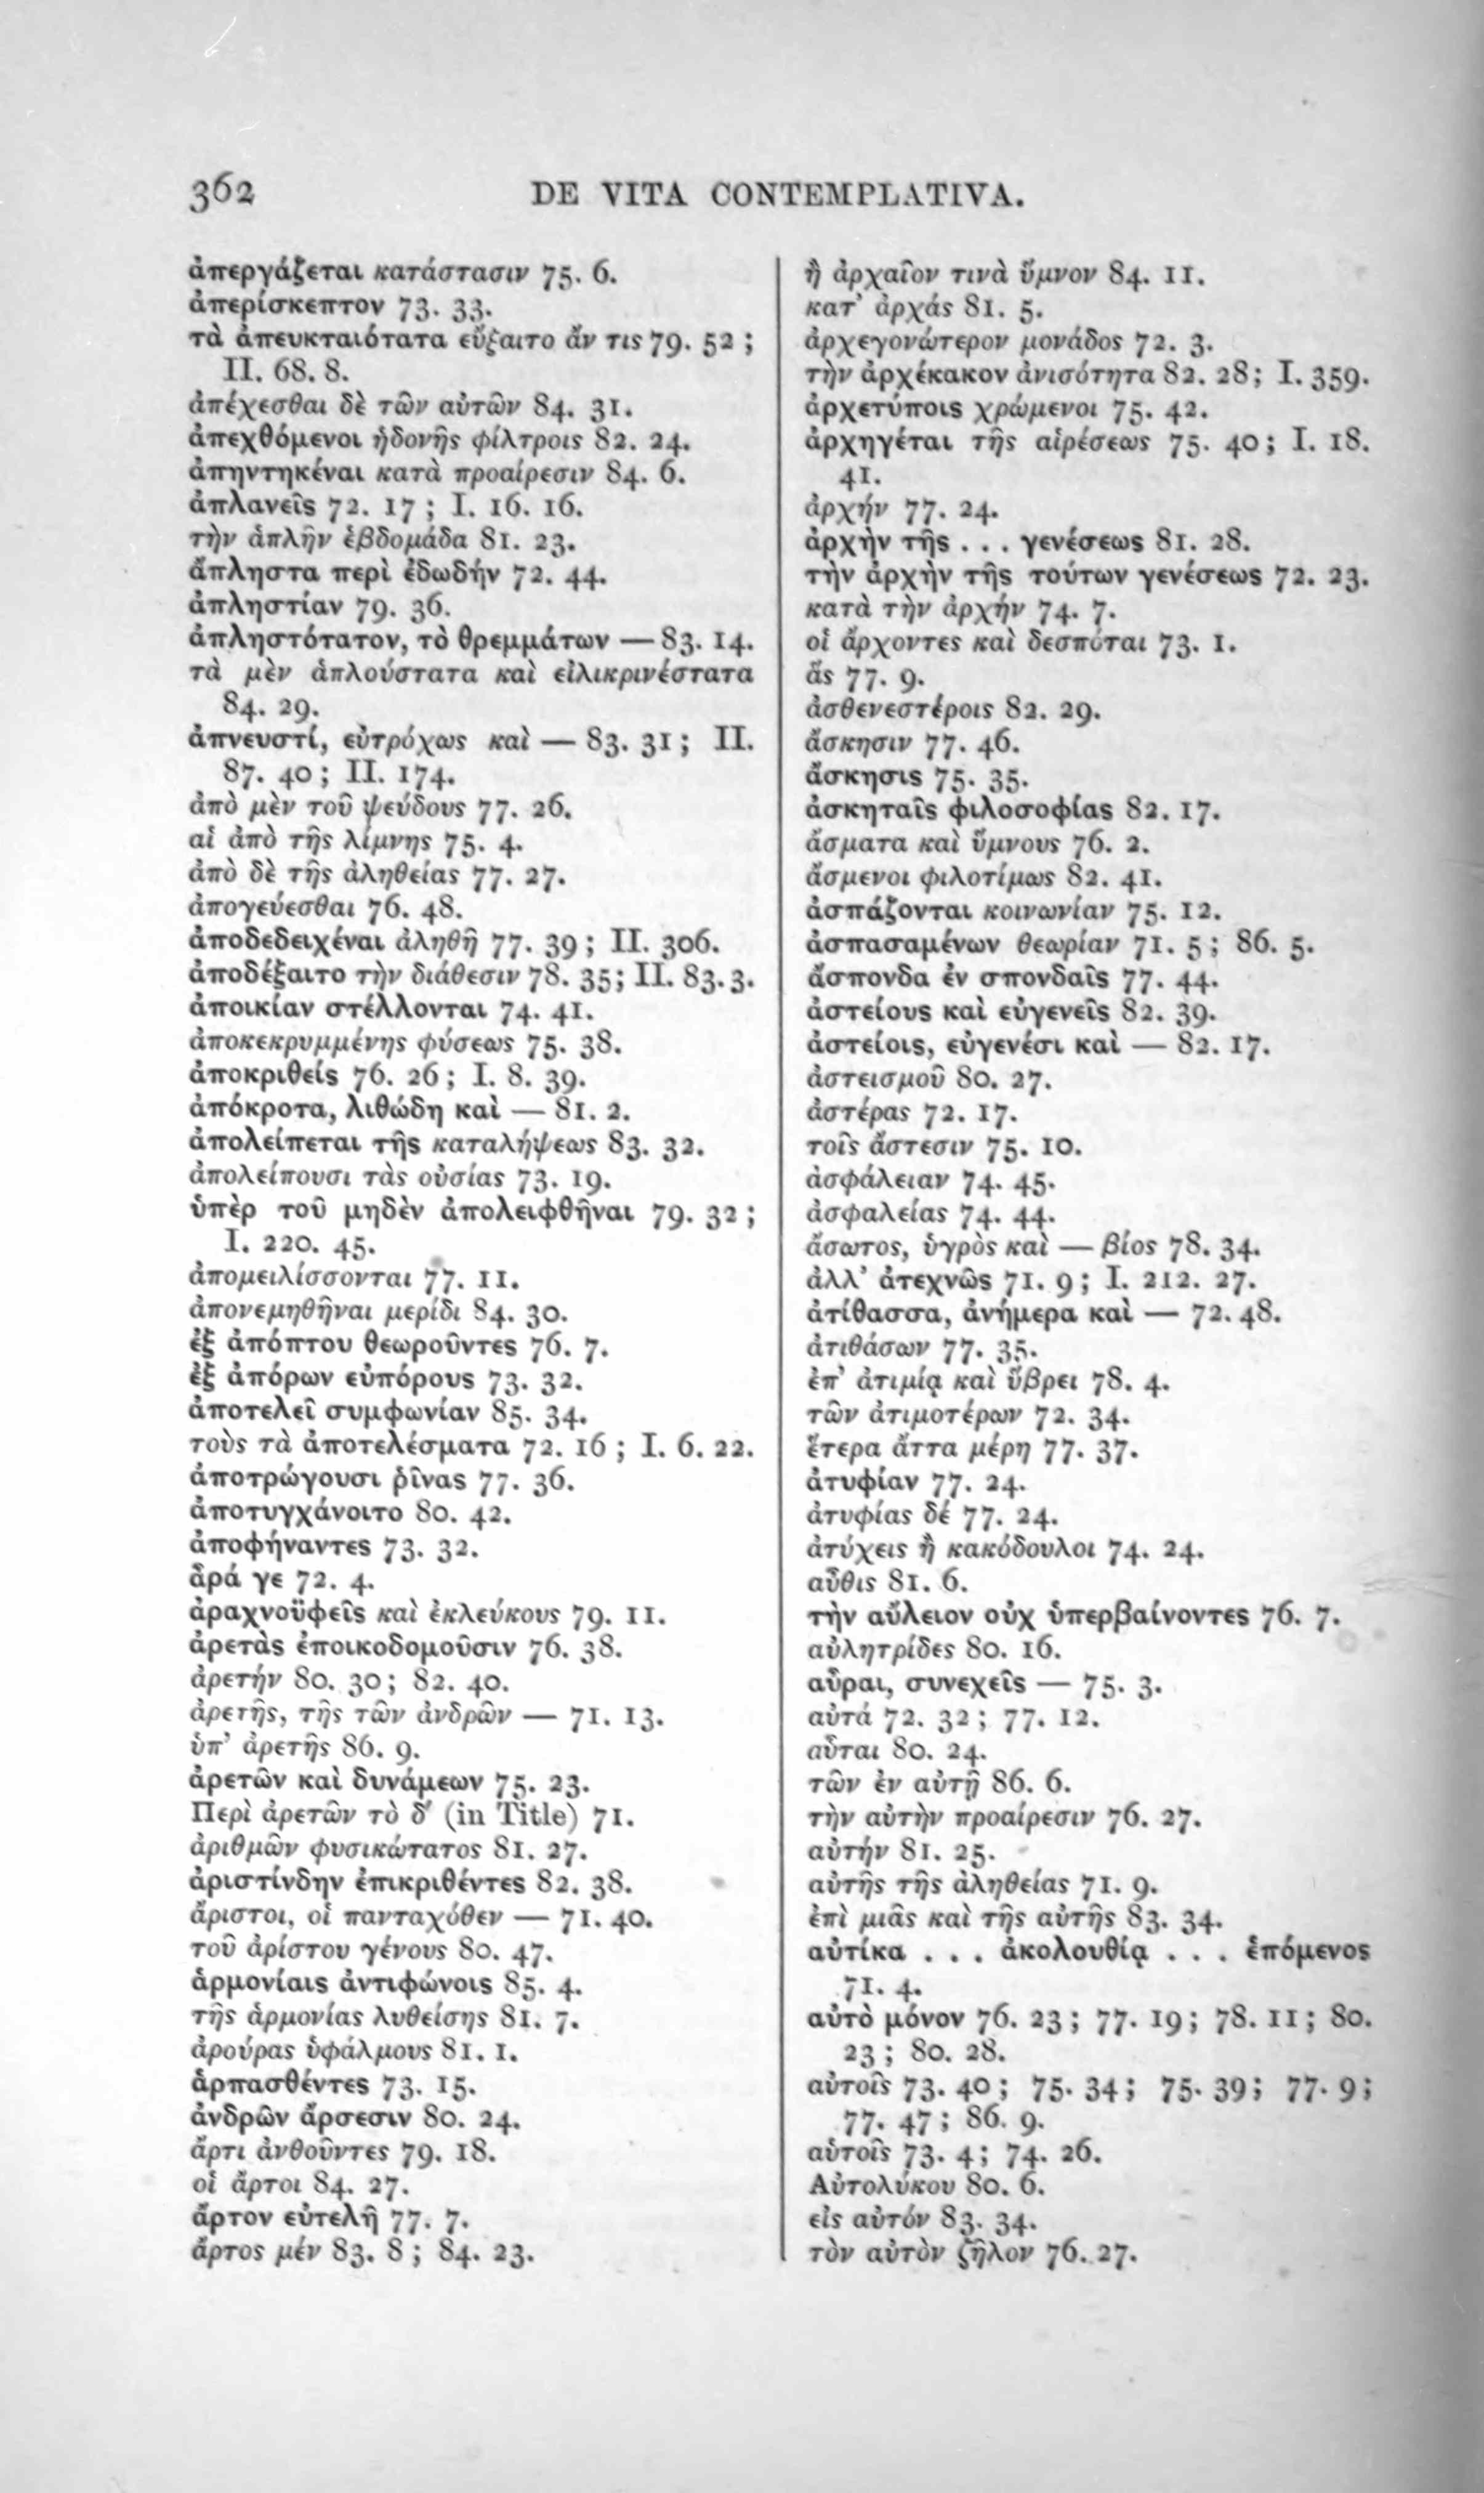 362 DE VITA CONTEMPLATIVA.
ἀπεργάζεται κατάστασιν 75. 6.
ἀπερίσκεπτον 73. 33.
τὰ ἀπευκταιότατα εὔξαιτο ἄν τις 79. 52 ;
II. 68. 8.
ἀπέχεσθαι δὲ τῶν αὐτῶν 84. 31.
ἀπεχθόμενοι ἡδονῆς φίλτροις 82. 24.
ἀπηντηκέναι κατὰ προαίρεσιν 84. 6.
ἀπλανεῖς 72. 17 ; I. 16. 16.
τὴν ἁπλῆν ἑβδομάδα 81. 23.
ἄπληστα περὶ ἐδωδήν 72. 44.
ἀπληστίαν 79. 36.
ἀπληστότατον, τὸ θρεμμάτων — 83. 14.
τὰ μὲν ἁπλούστατα καὶ εἰλικρινέστατα
84. 29.
ἀπνευστί, εὐτρόχως καὶ — 83. 31 ; II.
87. 40 ; II. 174.
ἀπὸ μὲν τοῦ ψεύδους 77. 26.
αἱ ἀπὸ τῆς λίμνης 75. 4.
ἀπὸ δὲ τῆς ἀληθείας 77. 27.
ἀπογεύεσθαι 76. 48.
ἀποδεδειχέναι ἀληθῆ 77. 39 ; II. 306.
ἀποδέξαιτο τὴν διάθεσιν 78. 35; II. 83. 3.
ἀποικίαν στέλλονται 74. 41.
ἀποκεκρυμμένης φύσεως 75. 38.
ἀποκριθείς 76. 26 ; I. 8. 39.
ἀπόκροτα, λιθώδη καὶ — 81. 2.
ἀπολείπεται τῆς καταλήψεως 83. 32.
ἀπολείπουσι τὰς οὐσίας 73. 19.
ὑπὲρ τοῦ μηδὲν ἀπολειφθῆναι 79. 32 ;
I. 220. 45.
ἀπομειλίσσονται 77. 11.
ἀπονεμηθῆναι μερίδι 84. 30.
ἐξ ἀπόπτου θεωροῦντες 76. 7.
ἐξ ἀπόρων εὐπόρους 73. 32.
ἀποτελεῖ συμφωνίαν 85. 34.
τοὺς τὰ ἀποτελέσματα 72. 16 ; I. 6. 22.
ἀποτρώγουσι ῥῖνας 77. 36.
ἀποτυγχάνοιτο 80. 42.
ἀποφήναντες 73. 32.
ἆρά γε 72. 4.
ἀραχνοϋφεῖς καὶ ἐκλεύκους 79. 11.
ἀρετὰς ἐποικοδομοῦσιν 76. 38.
ἀρετήν 80. 30 ; 82. 40.
ἀρετῆς, τῆς τῶν ἀνδρῶν — 71. 13.
ὑπ’ ἀρετῆς 86. 9.
ἀρετῶν καὶ δυνάμεων 75. 23.
Περὶ ἀρετῶν τὸ δ′ (in Title) 71.
ἀριθμῶν φυσικώτατος 81. 27.
ἀριστίνδην ἐπικριθέντες 82. 38.
ἄριστοι, οἱ πανταχόθεν — 71. 40.
τοῦ ἀρίστου γένους 80. 47.
ἁρμονίαις ἀντιφώνοις 85. 4.
τῆς ἁρμονίας λυθείσης 81. 7.
ἀρούρας ὑφάλμους 81. 1.
ἁρπασθέντες 73. 15.
ἀνδρῶν ἄρσεσιν 80. 24.
ἄρτι ἀνθοῦντες 79. 18.
οἱ ἄρτοι 84. 27.
ἄρτον εὐτελῆ 77. 7.
ἄρτος μέν 83. 8 ; 84. 23.
ἢ ἀρχαῖον τινὰ ὕμνον 84. 11.
κατ’ ἀρχάς 81. 5.
ἀρχεγονώτερον μονάδος 72. 3.
τὴν ἀρχέκακον ἀνισότητα 82. 28; I. 359.
ἀρχετύποις χρώμενοι 75. 42.
ἀρχηγέται τῆς αἱρέσεως 75. 40 ; I. 18.
41.
ἀρχήν 77. 24.
ἀρχὴν τῆς . . . γενέσεως 81. 28.
τὴν ἀρχὴν τῆς τούτων γενέσεως 72. 23.
κατὰ τὴν ἀρχήν 74. 7.
οἱ ἄρχοντες καὶ δεσπόται 73. 1.
ἅς 77. 9.
ἀσθενεστέροις 82. 29.
ἄσκησιν 77. 46.
ἄσκησις 75. 35.
ἀσκηταῖς φιλοσοφίας 82. 17.
ᾄσματα καὶ ὕμνους 76. 2.
ἄσμενοι φιλοτίμως 82. 41.
ἀσπάζονται κοινωνίαν 75. 12.
ἀσπασαμένων θεωρίαν 71. 5 ; 86. 5.
ἄσπονδα ἐν σπονδαῖς 77. 44.
ἀστείους καὶ εὐγενεῖς 82. 39.
ἀστείοις, εὐγενέσι καὶ — 82. 17.
ἀστεισμοῦ 80. 27.
ἀστέρας 72. 17.
τοῖς ἄστεσιν 75. 10.
ἀσφάλειαν 74. 45.
ἀσφαλείας 74. 44.
ἄσωτος, ὑγρὸς καὶ — βίος 78. 34.
ἀλλ’ ἀτεχνῶς 71. 9 ; I. 212. 27.
ἀτίθασσα, ἀνήμερα καὶ — 72. 48.
ἀτιθάσων 77. 35.
ἐπ’ ἀτιμίᾳ καὶ ὕβρει 78. 4.
τῶν ἀτιμοτέρων 72. 34.
ἕτερα ἄττα μέρη 77. 37.
ἀτυφίαν 77. 24.
ἀτυφίας δέ 77. 24.
ἀτύχεις ἢ κακόδουλοι 74. 24.
αὖθις 81. 6.
τὴν αὔλειον οὐχ ὑπερβαίνοντες 76. 7.
αὐλητρίδες 80. 16.
αὖραι, συνεχεῖς — 75. 3.
αὐτά 72. 32 ; 77. 12.
αὗται 80. 24.
τῶν ἐν αὐτῇ 86. 6.
τὴν αὐτὴν προαίρεσιν 76. 27.
αὐτήν 81. 25.
αὐτῆς τῆς ἀληθείας 71. 9.
ἐπὶ μιᾶς καὶ τῆς αὐτῆς 83. 34.
αὐτίκα . . . ἀκολουθίᾳ . . . ἑπόμενος
71. 4.
αὐτὸ μόνον 76. 23 ; 77. 19 ; 78. 11 ; 80.
23 ; 80. 28.
αὐτοῖς 73. 40 ; 75. 34 ; 75. 39 ; 77. 9 ;
77. 47 ; 86. 9.
αὑτοῖς 73. 4 ; 74. 26.
Αὐτολύκου 80. 6.
εἰς αὐτόν 83. 34.
τὸν αὐτὸν ζῆλον 76. 27.